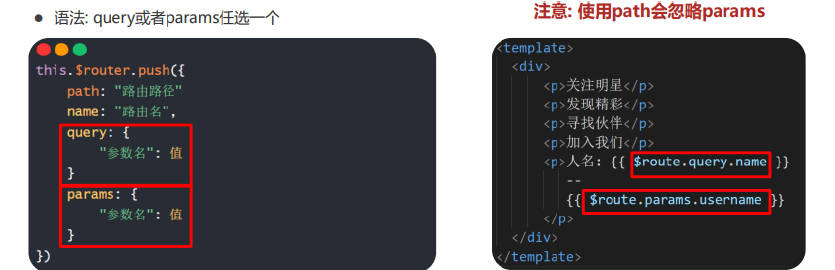 ● 语法: query或者params任选一个
this.$router.push({
path: "路由路径"
name: "路由名",
query: {
"参数名": 值
}
params: {
"参数名": 值
}
})
注意: 使用path会忽略params
<template>
<div>
<p>关注明星</p>
<p>发现精彩</p>
<p>寻找伙伴</p>
<p>加入我们</p>
<p>人名: {{ $route.query.name }}
--
{{ $route.params.username }}
</p>
</div>
</template>